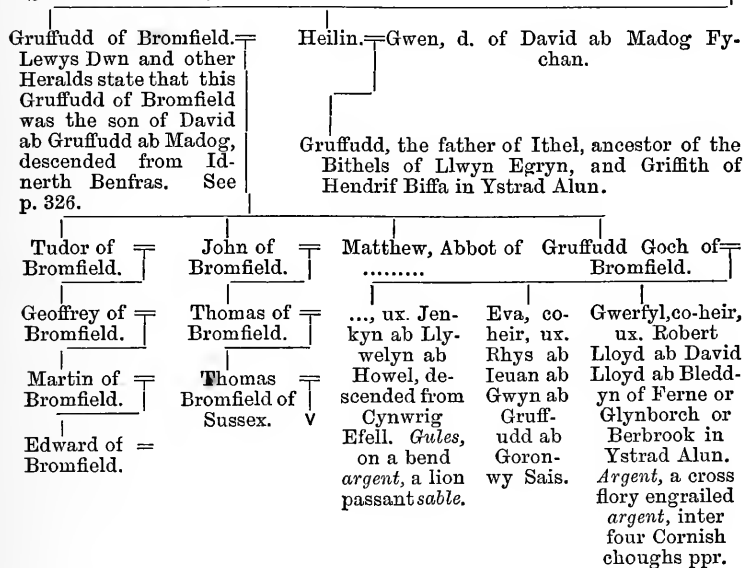 Gruffudd of Bromfield.=
Lewys Dwn and other
Heralds state that this
Gruffudd of Bromfield
was the son of David
ab Gruffudd ab Madog,
descended from Id-
nerth Benfras. See
p. 326.
Heilin.=Gwen, d. of David ab Madog Fy-
chan.
Gruffudd, the father of Ithel, ancestor of the
Bithels of Llwyn Egryn, and Griffith of
Hendrif Biffa in Ystrad Alun.
Tudor of =
Bromfield.
Geoffrey of =
Bromfield.
Martin of =
Bromfield.
Edward of =
Bromfield.
John of =
Bromfield.
Thomas of =
Bromfield.
Thomas =
Bromfield of
Sussex.
Matthew, Abbot of
.........
Gruffudd Goch of=
Bromfield.
..., ux. Jen-
kyn ab Lly-
welyn ab
Howel, de-
scended from
Cynwrig
Efell. Gules,
on a bend
argent, a lion
passant sable.
Eva, co-
heir, ux.
Rhys ab
Ieuan ab
Gwyn ab
Gruff-
udd ab
Goron-
wy Sais.
Gwerfyl,co-heir,
ux. Robert
Lloyd ab David
Lloyd ab Bledd-
yn of Ferne or
Glynborch or
Berbrook in
Ystrad Alun.
Argent, a cross
flory engrailed
argent, inter
four Cornish
choughs ppr.